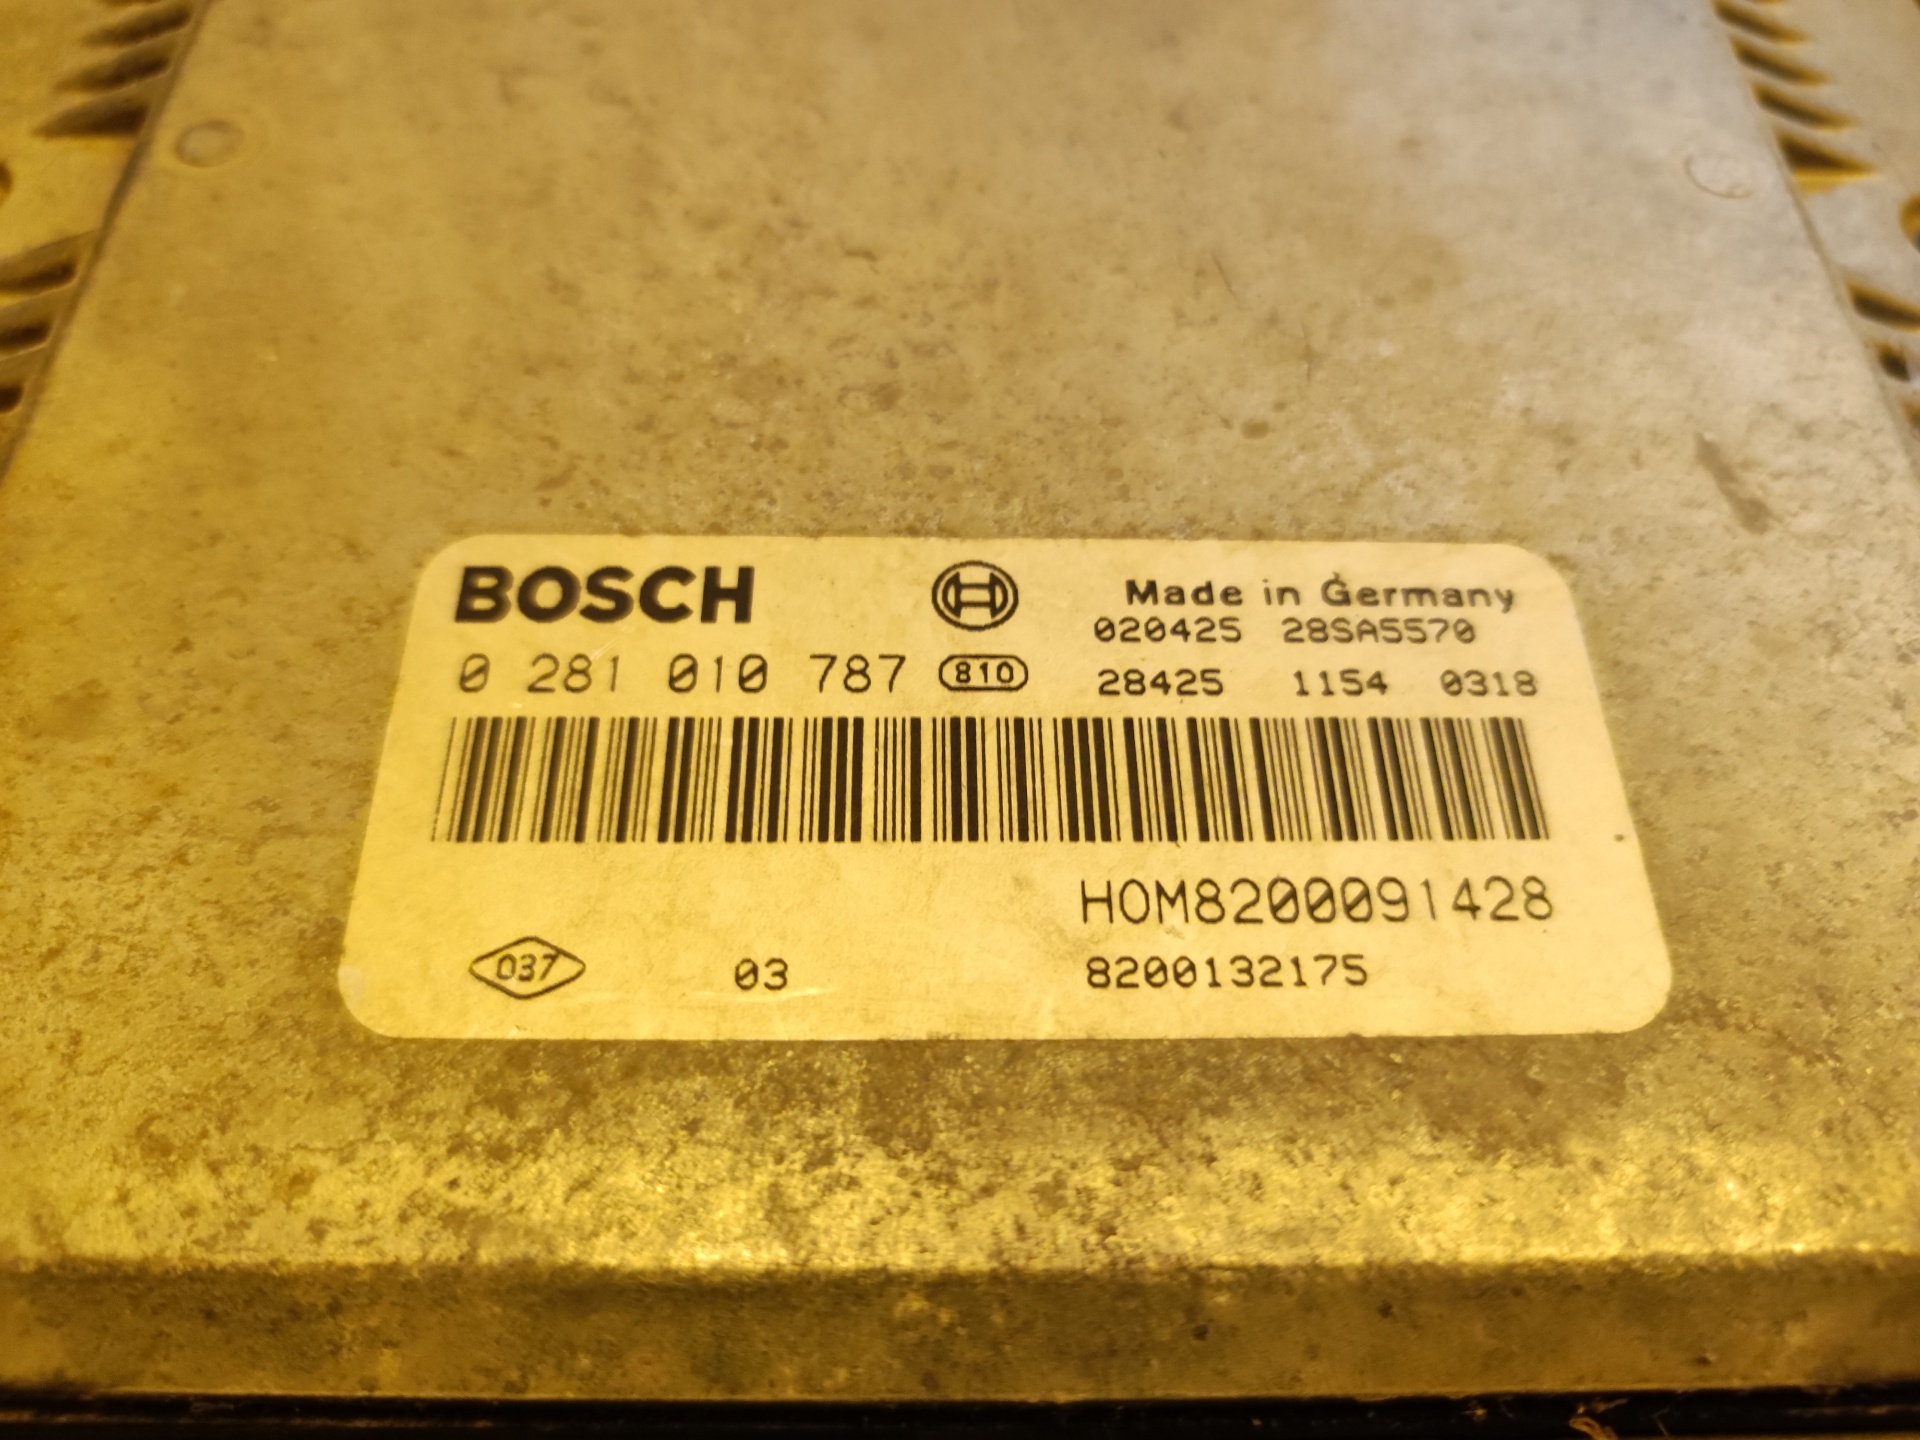 BOSCH
Made in Germany
020425 28SA5570
0 281 010 787 810
28425 1154 0318
HOM8200091428
037 03 8200132175